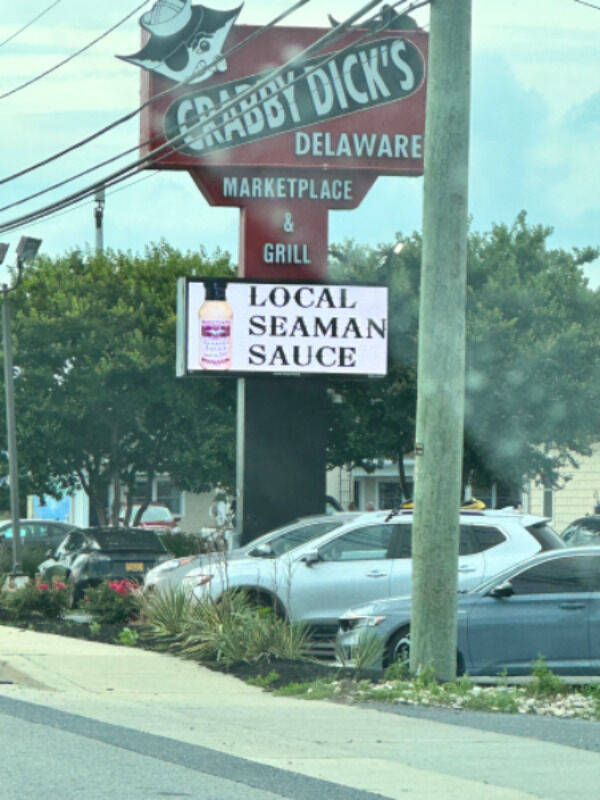 CRABBY DICK'S
DELAWARE
MARKETPLACE
&
GRILL
LOCAL
SEAMAN
SAUCE